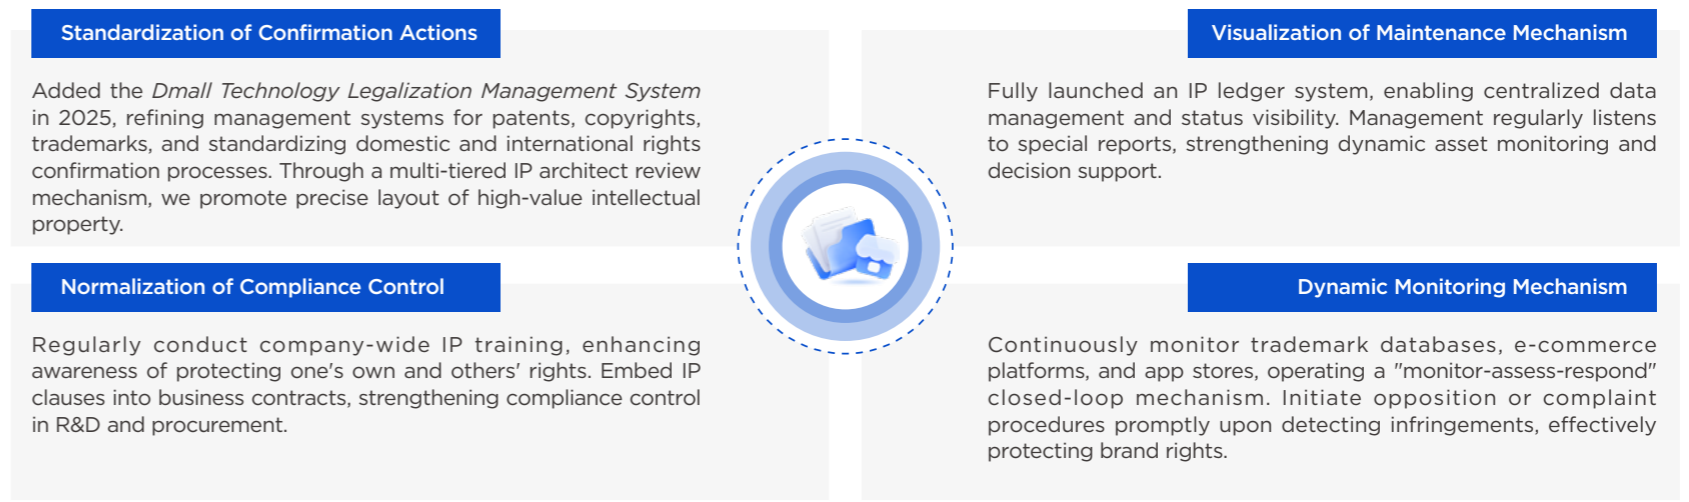 Standardization of Confirmation Actions
Added the Dmall Technology Legalization Management System
in 2025, refining management systems for patents, copyrights,
trademarks, and standardizing domestic and international rights
confirmation processes. Through a multi-tiered IP architect review
mechanism, we promote precise layout of high-value intellectual
property.
Visualization of Maintenance Mechanism
Fully launched an IP ledger system, enabling centralized data
management and status visibility. Management regularly listens
to special reports, strengthening dynamic asset monitoring and
decision support.
Normalization of Compliance Control
Regularly conduct company-wide IP training, enhancing
awareness of protecting one's own and others' rights. Embed IP
clauses into business contracts, strengthening compliance control
in R&D and procurement.
Dynamic Monitoring Mechanism
Continuously monitor trademark databases, e-commerce
platforms, and app stores, operating a "monitor-assess-respond"
closed-loop mechanism. Initiate opposition or complaint
procedures promptly upon detecting infringements, effectively
protecting brand rights.